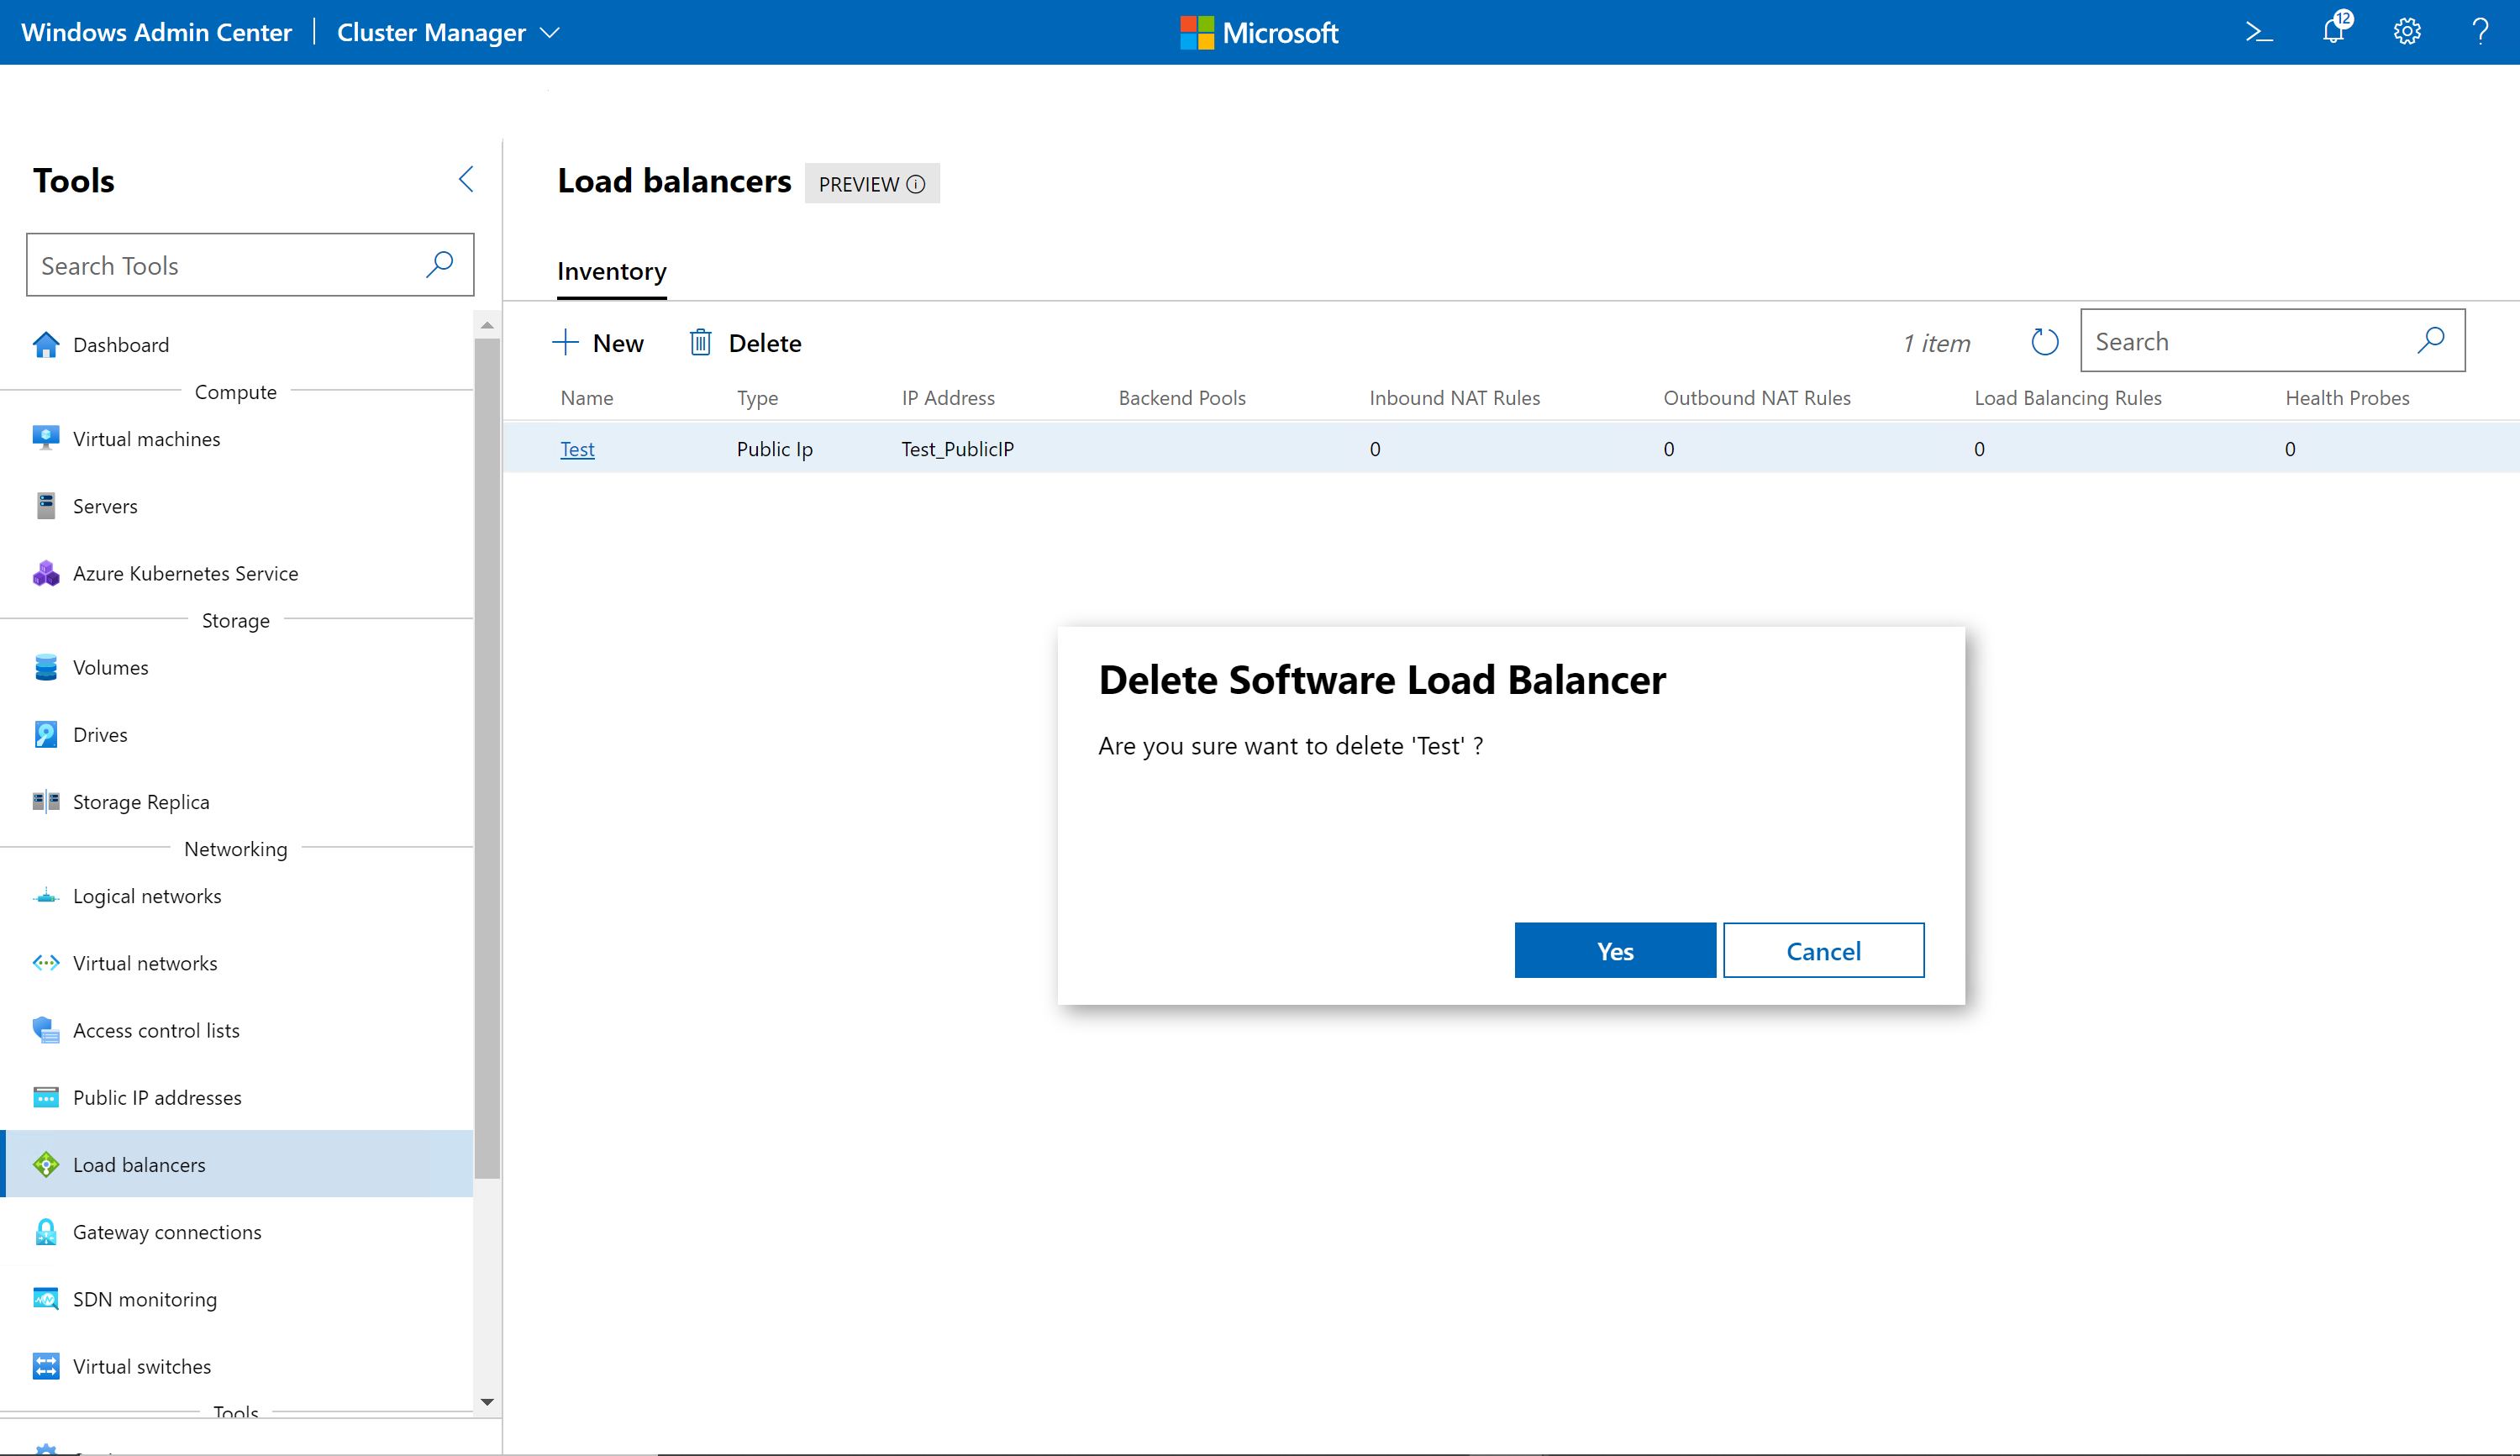 Windows Admin Center
Cluster Manager
Microsoft
12
Tools
Search Tools
Dashboard
Compute
Virtual machines
Servers
Azure Kubernetes Service
Storage
Volumes
Drives
Storage Replica
Networking
Logical networks
Virtual networks
Access control lists
Public IP addresses
Load balancers
Gateway connections
SDN monitoring
Virtual switches
Tools
Load balancers
PREVIEW
Inventory
New
Delete
1 item
Search
Name Type IP Address Backend Pools Inbound NAT Rules Outbound NAT Rules Load Balancing Rules Health Probes
Test Public Ip Test_PublicIP 0 0 0 0
Delete Software Load Balancer
Are you sure want to delete 'Test' ?
Yes
Cancel